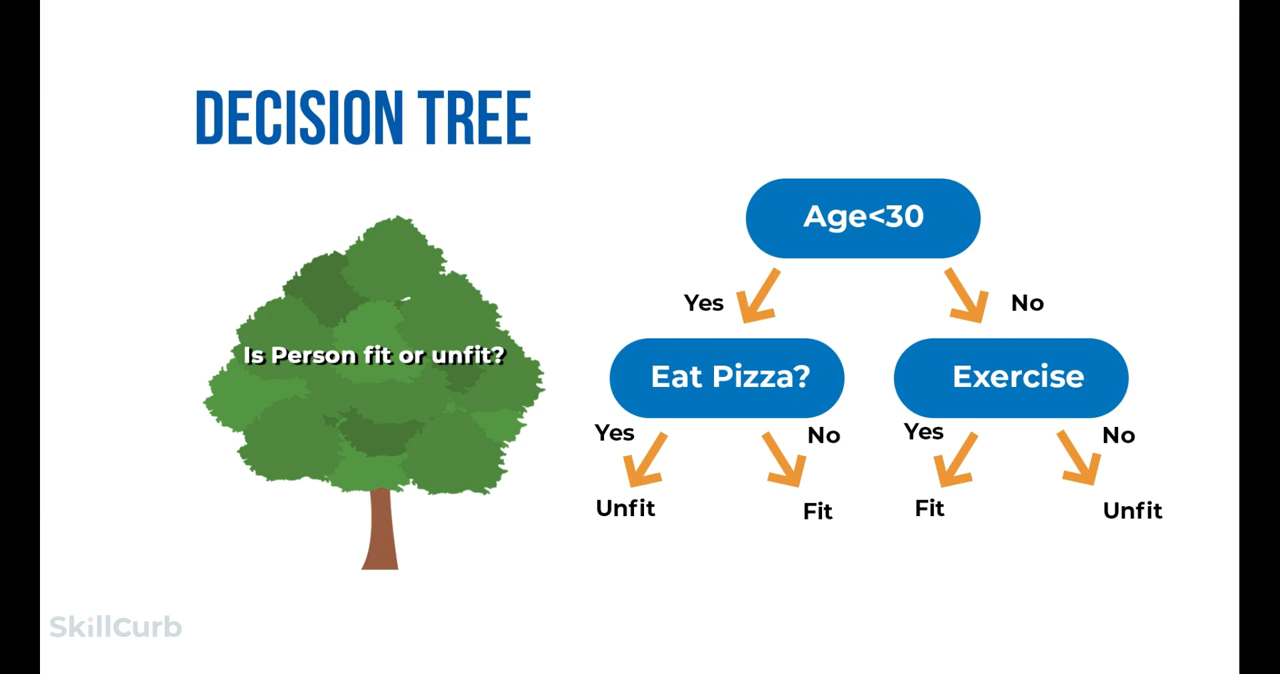 DECISION TREE
Is Person fit or unfit?
Age<30
Yes
No
Eat Pizza?
Exercise
Yes
No
Yes
No
Unfit
Fit
Fit
Unfit
SkillCurb